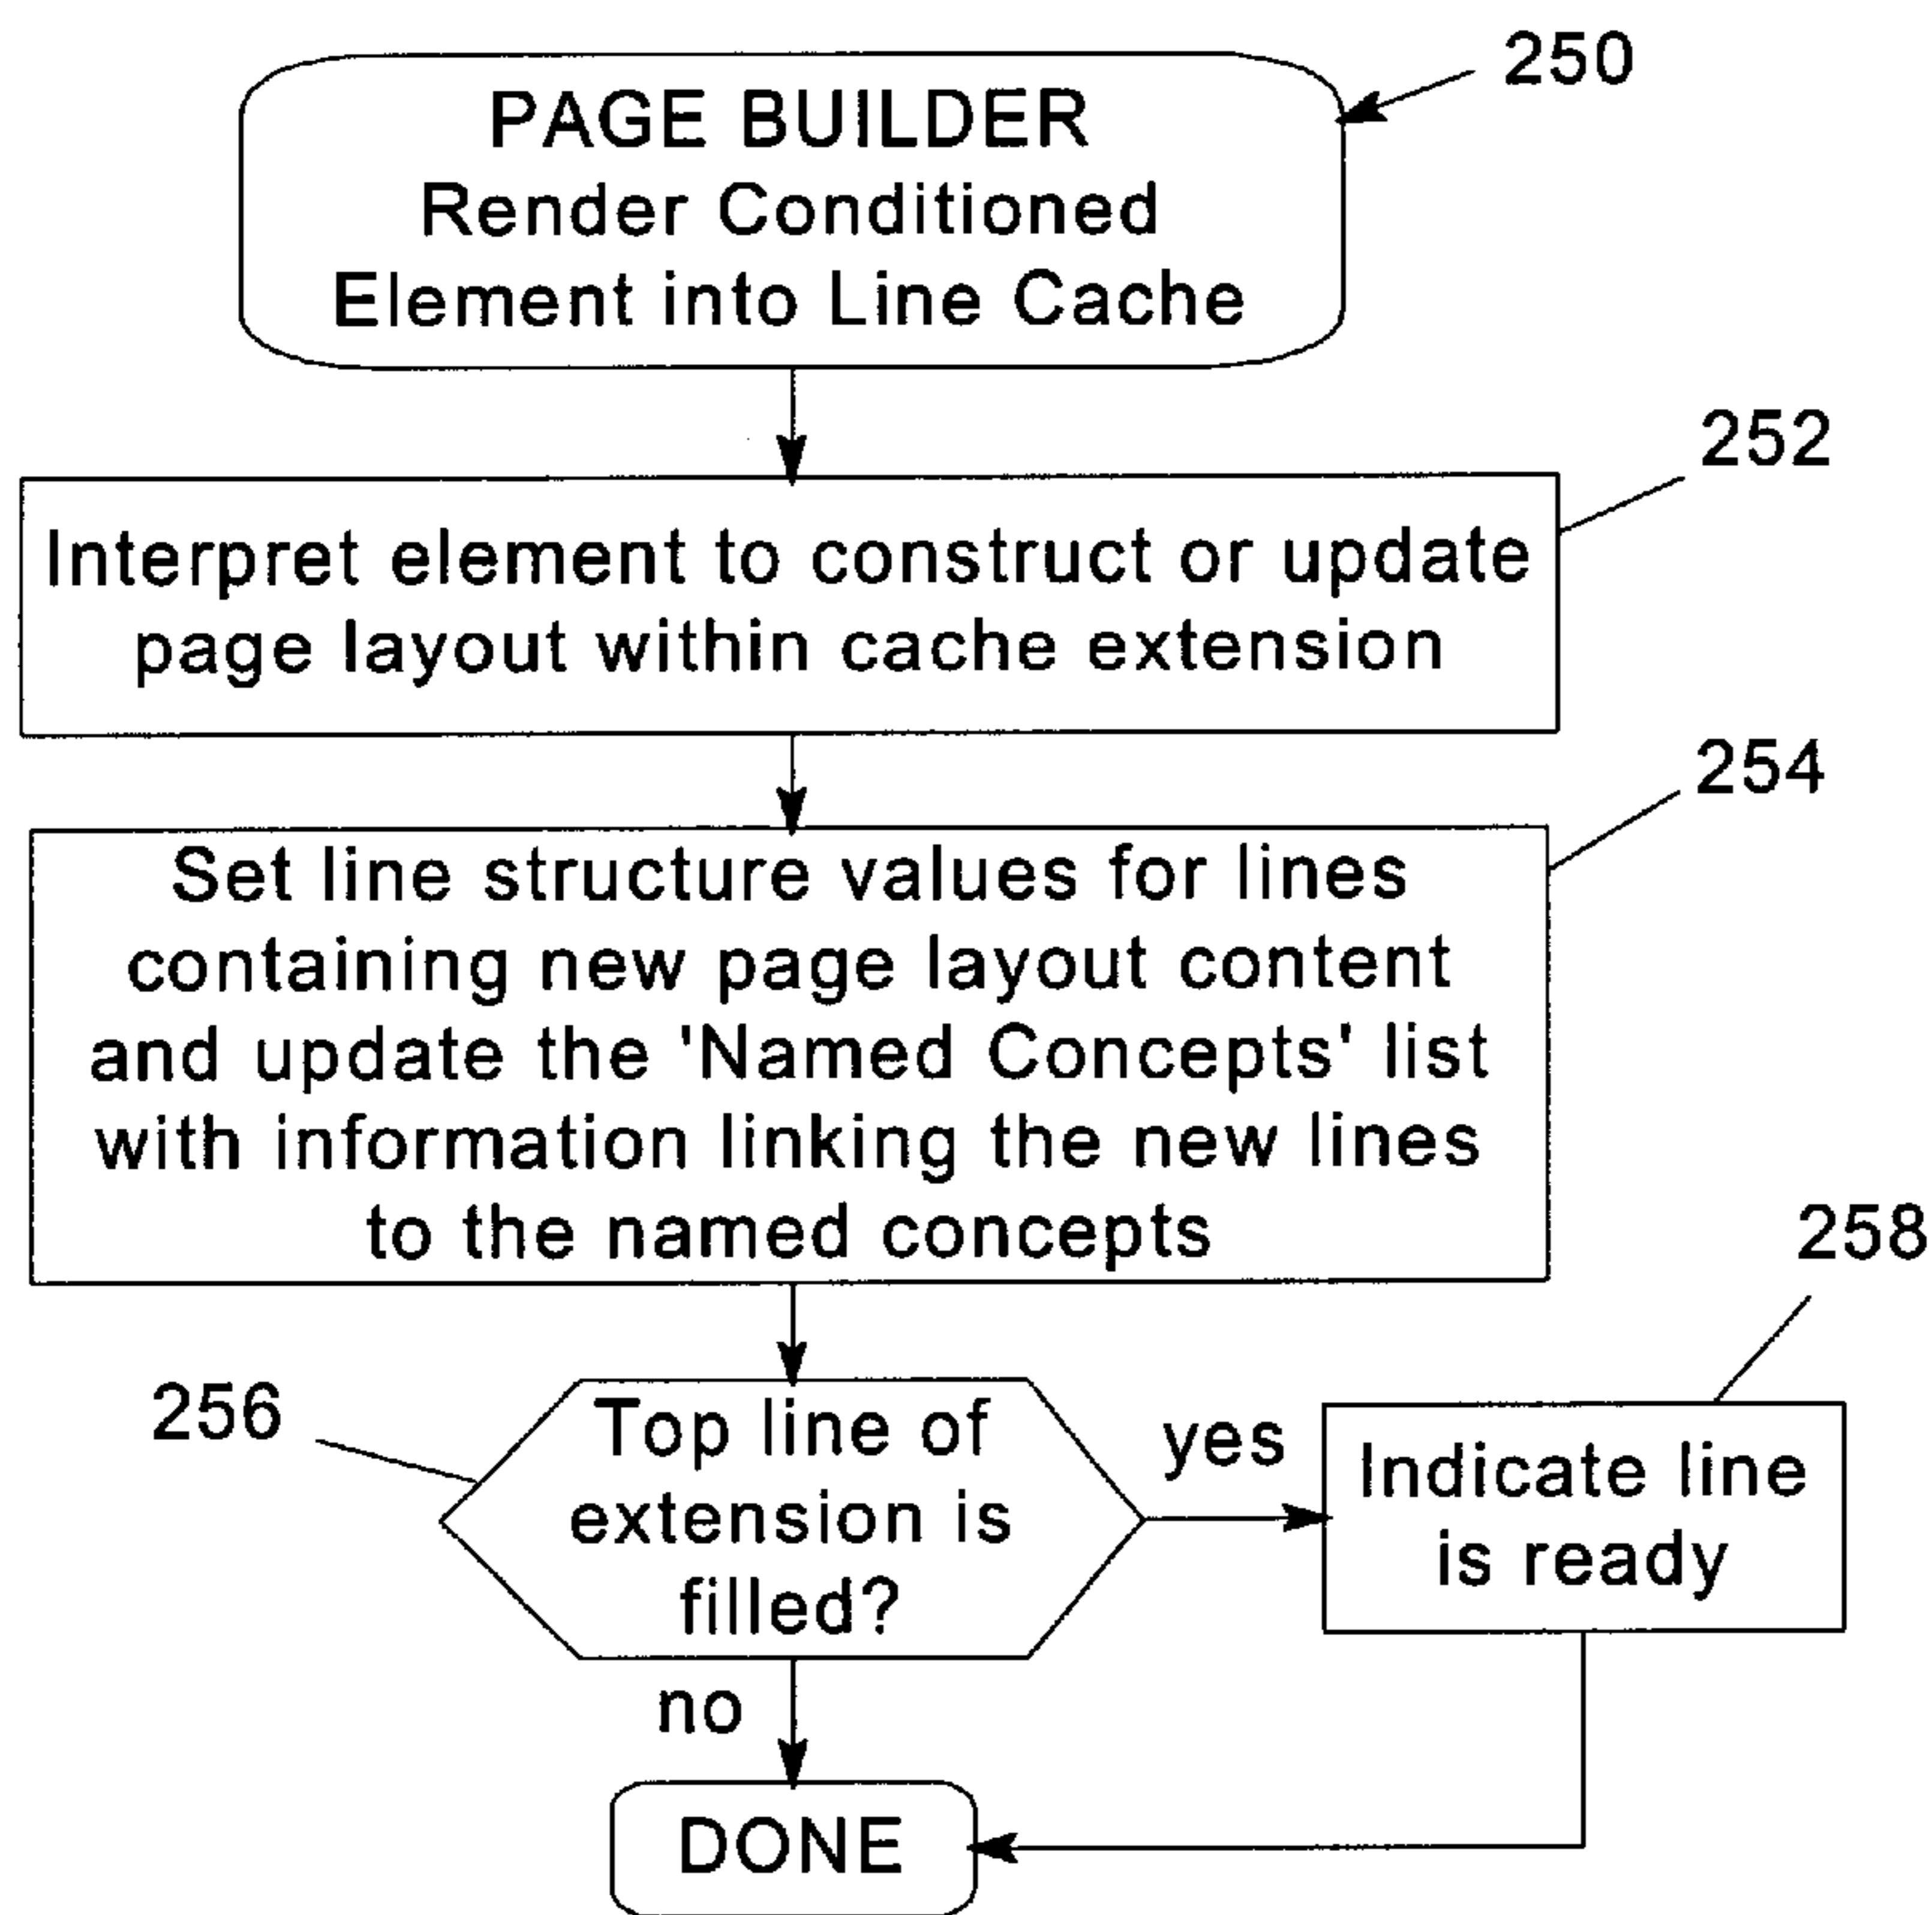 250
PAGE BUILDER
Render Conditioned
Element into Line Cache
252
Interpret element to construct or update
page layout within cache extension
254
Set line structure values for lines
containing new page layout content
and update the 'Named Concepts' list
with information linking the new lines
to the named concepts
258
256
Top line of
extension is
filled?
yes
Indicate line
is ready
no
DONE